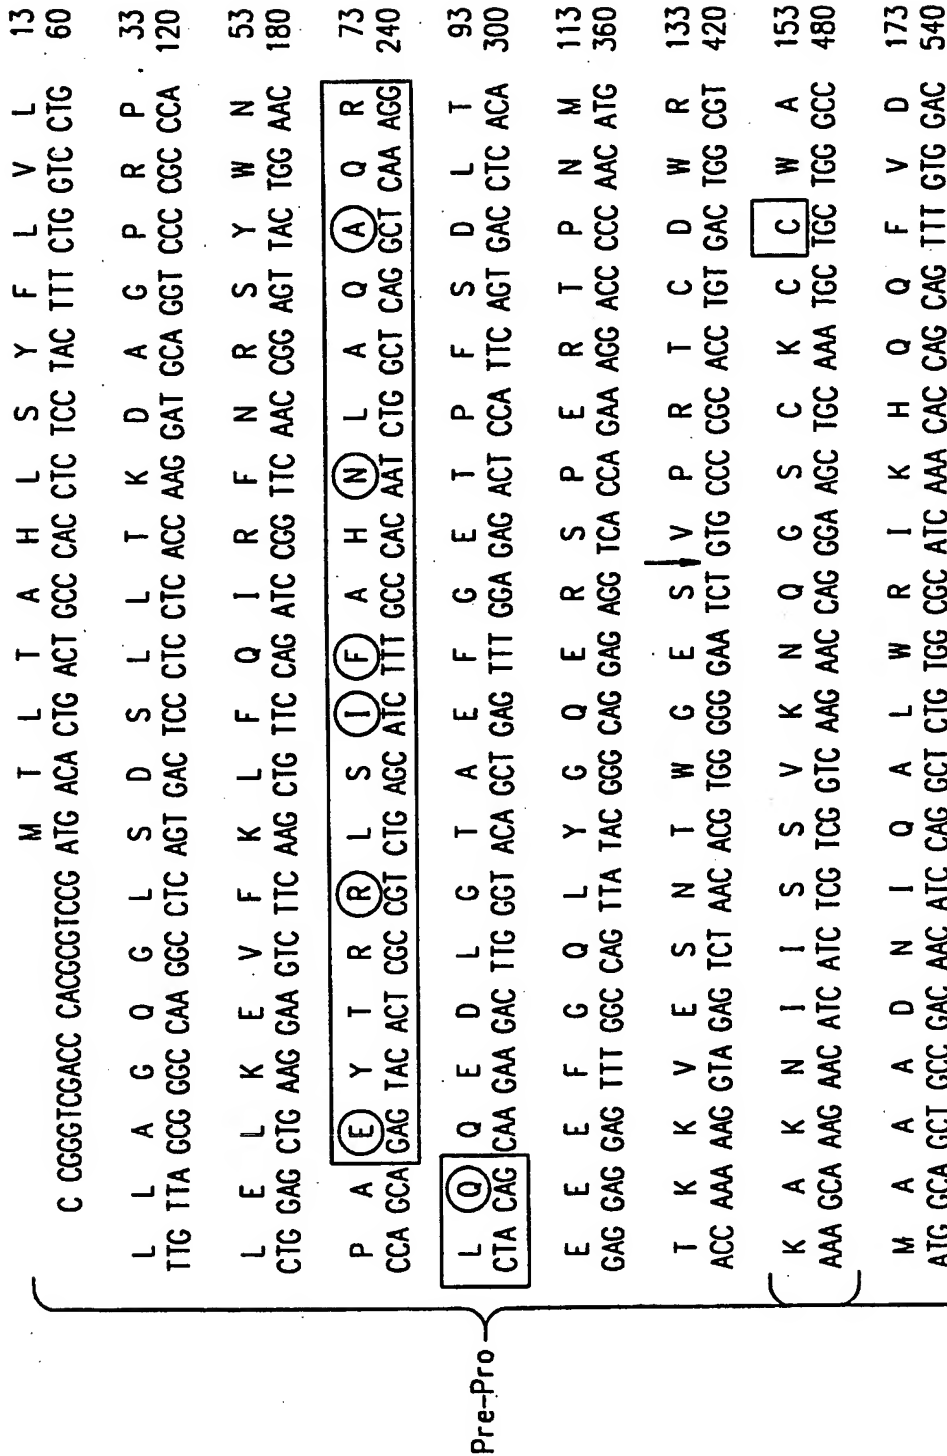 M T L T A H L S Y F L V L 13
C CGGGTCGACC CACGCGTCCG ATG ACA CTG ACT GCC CAC CTC TCC TAC TTT CTG GTC CTG 60
L L A G Q G L S D S L L T K D A G P R P 33
TTG TTA GCG GGC CAA GGC CTC AGT GAC TCC CTC CTC ACC AAG GAT GCA GGT CCC CGC CCA 120
L E L K E V F K L F Q I R F N R S Y W N 53
CTG GAG CTG AAG GAA GTC TTC AAG CTG TTC CAG ATC CGG TTC AAC CGG AGT TAC TGG AAC 180
P A E Y T R R L S I F A H N L A Q A Q R 73
CCA GCA GAG TAC ACT CGC CGT CTG AGC ATC TTT GCC CAC AAT CTG GCT CAG GCT CAA AGG 240
L Q Q E D L G T A E F G E T P F S D L T 93
CTA CAG CAA GAA GAC TTG GGT ACA GCT GAG TTT GGA GAG ACT CCA TTC AGT GAC CTC ACA 300
Pre-Pro
E E E F G Q L Y G Q E R S P E R T P N M 113
GAG GAG GAG TTT GGC CAG TTA TAC GGG CAG GAG AGG TCA CCA GAA AGG ACC CCC AAC ATG 360
T K K V E S N T W G E S V P R T C D W R 133
ACC AAA AAG GTA GAG TCT AAC ACG TGG GGG GAA TCT GTG CCC CGC ACC TGT GAC TGG CGT 420
K A K N I I S S V K N Q G S C K C C W A 153
AAA GCA AAG AAC ATC ATC TCG TCG GTC AAG AAC CAG GGA AGC TGC AAA TGC TGC TGG GCC 480
M A A D N I Q A L W R I K H Q Q F V D 173
ATG GCA GCT GCC GAC AAC ATC CAG GCT CTG TGG CGC ATC AAA CAC CAG CAG TTT GTG GAC 540